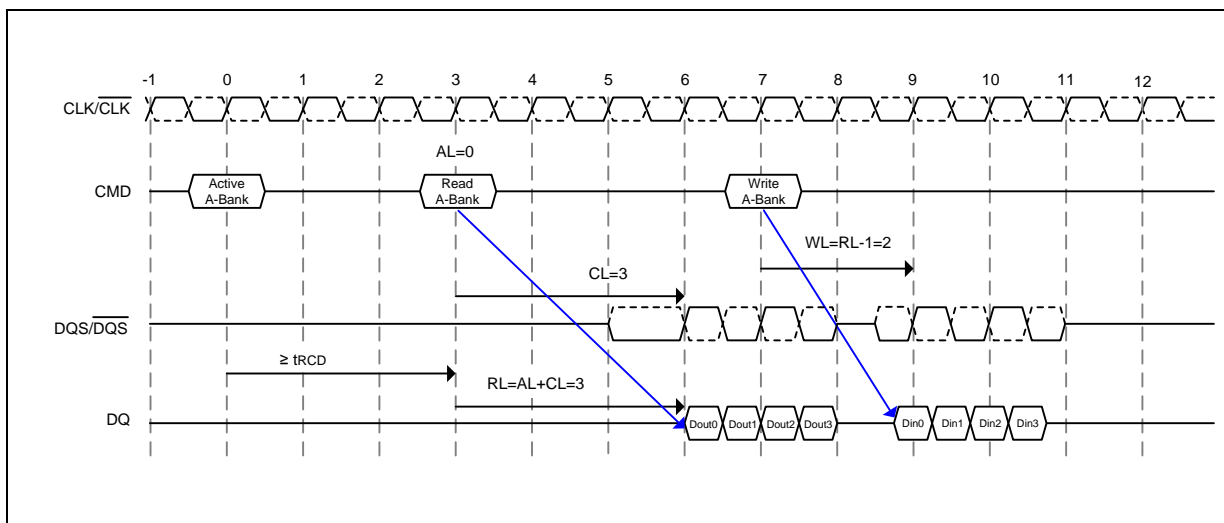 -1 0 1 2 3 4 5 6 7 8 9 10 11 12
CLK/CLK
AL=0
CMD
Active
A-Bank
Read
A-Bank
Write
A-Bank
WL=RL-1=2
CL=3
DQS/DQS
≥ tRCD
RL=AL+CL=3
DQ
Dout0 Dout1 Dout2 Dout3 Din0 Din1 Din2 Din3